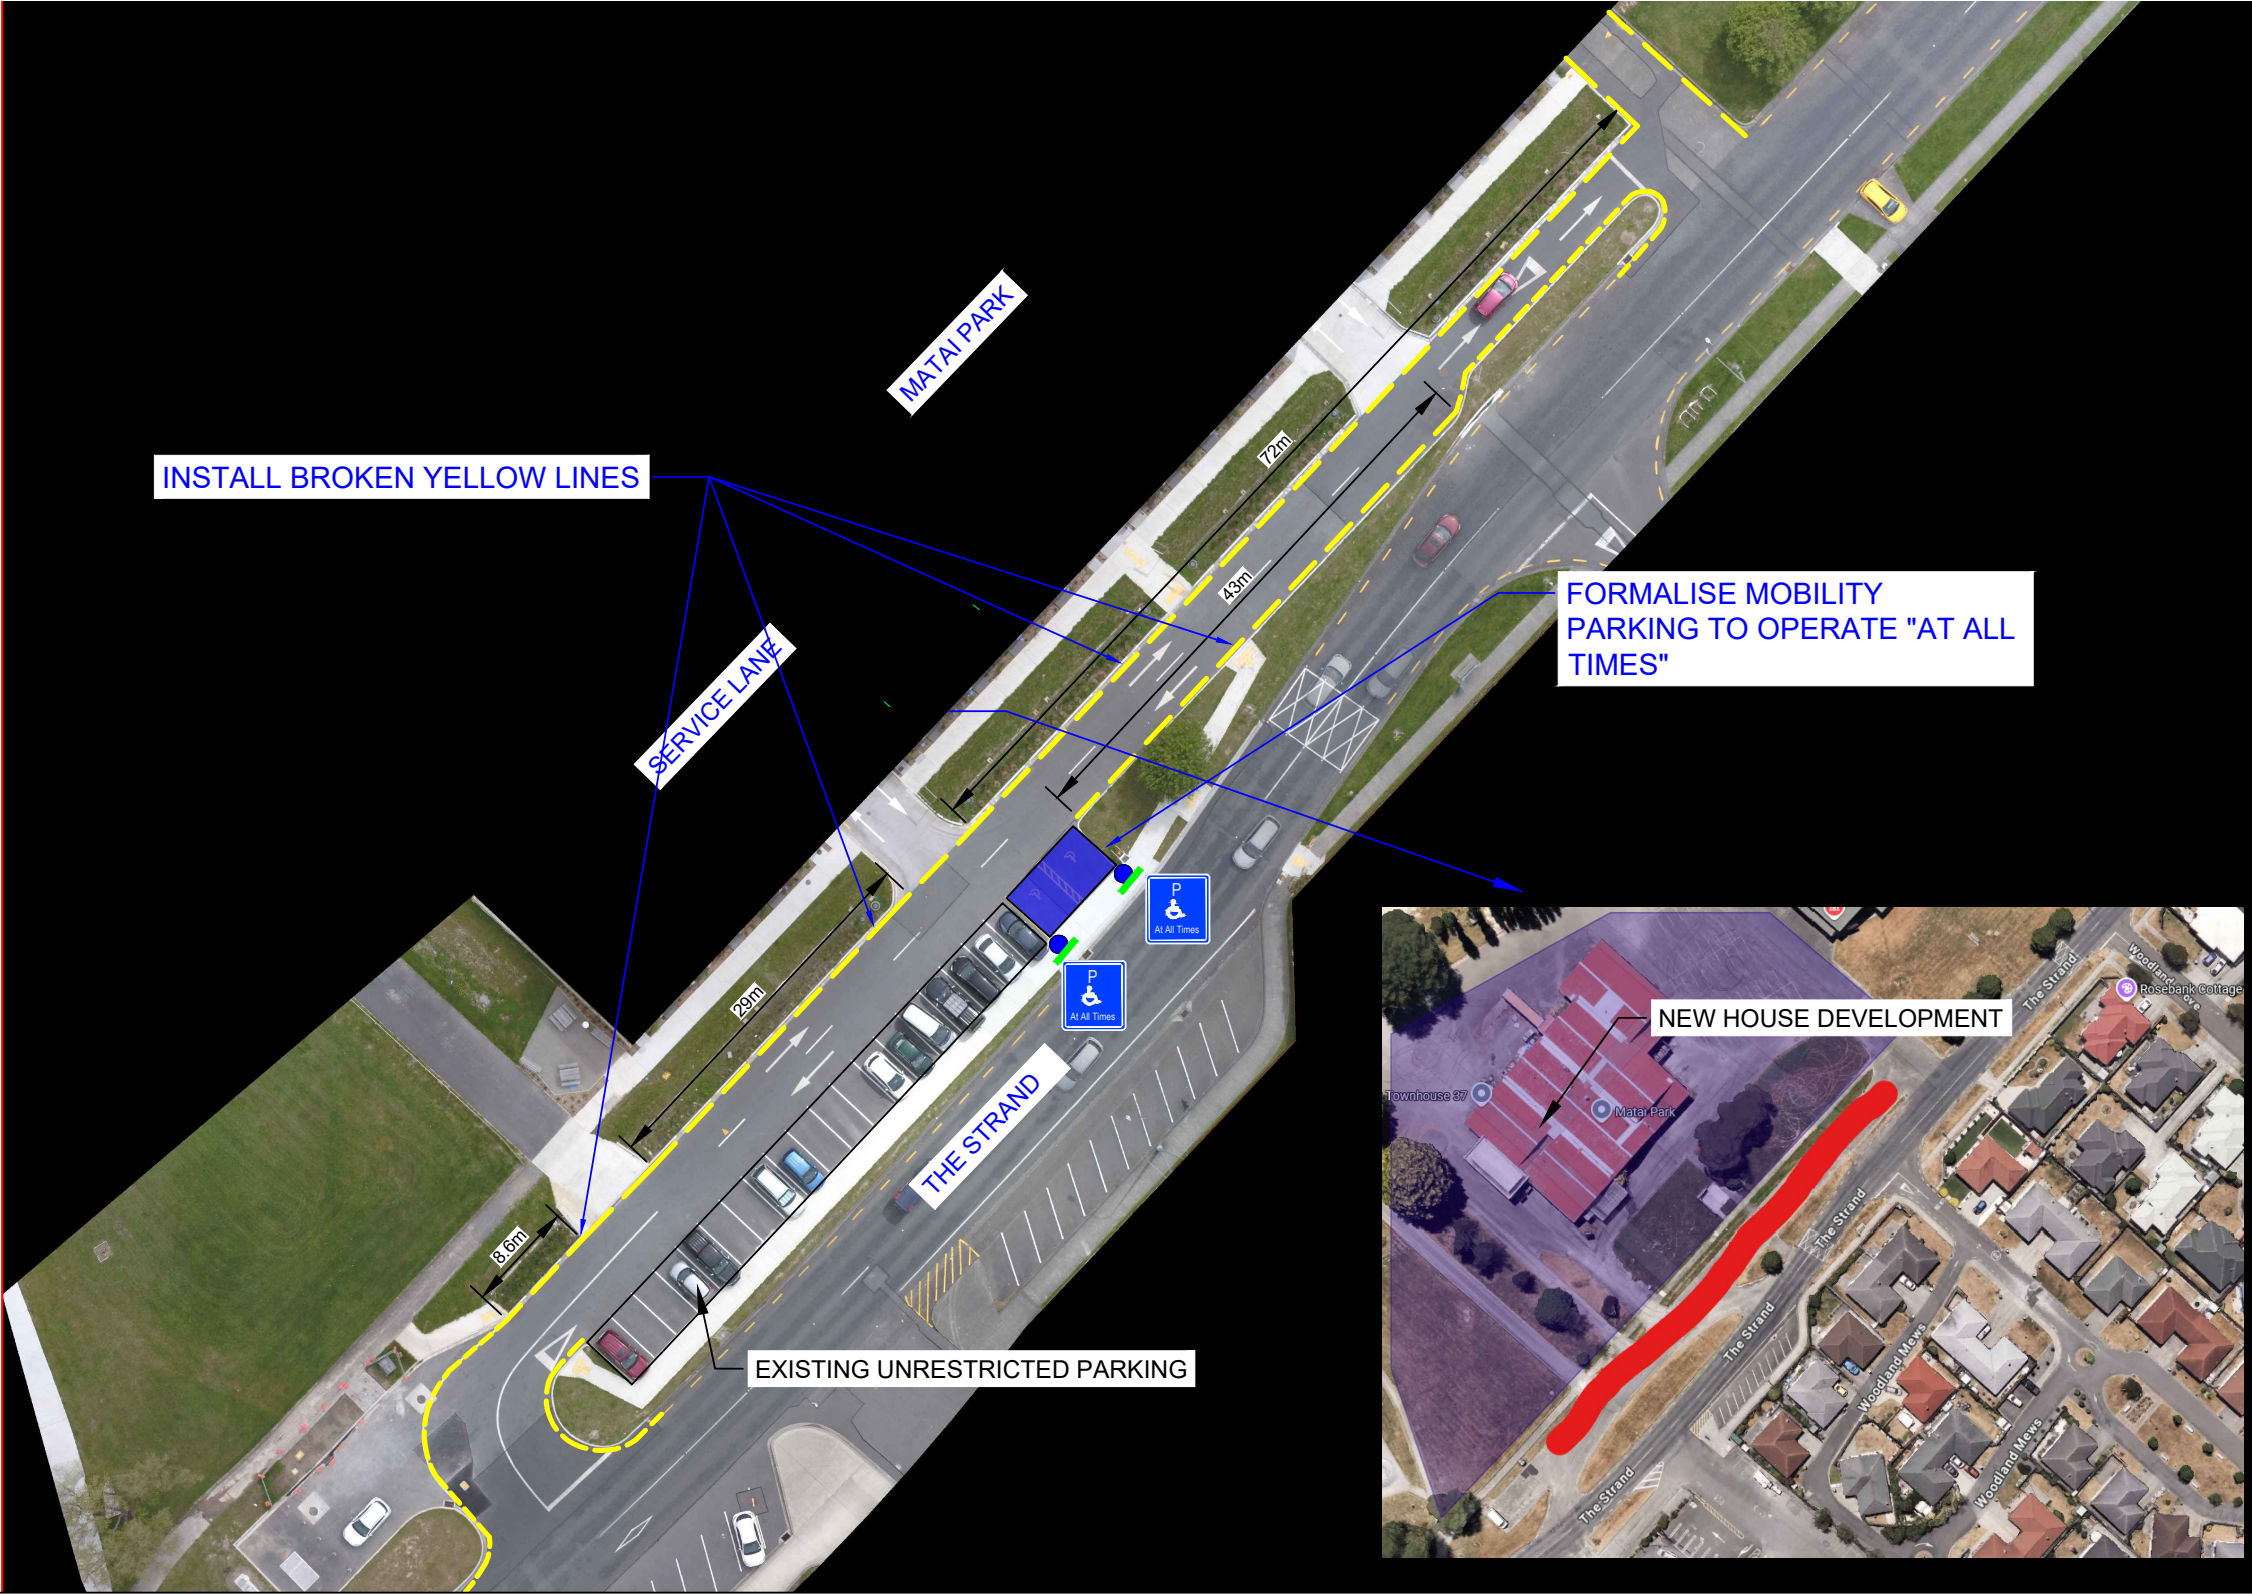 MATAI PARK
INSTALL BROKEN YELLOW LINES
72m
43m
FORMALISE MOBILITY
PARKING TO OPERATE "AT ALL
TIMES"
SERVICE LANE
P
At All Times
P
At All Times
29m
THE STRAND
8.6m
EXISTING UNRESTRICTED PARKING
NEW HOUSE DEVELOPMENT
The Strand
Rosebank Cottage
Townhouse 37
Matai Park
The Strand
The Strand
Woodland Mews
Woodland Mews
The Strand